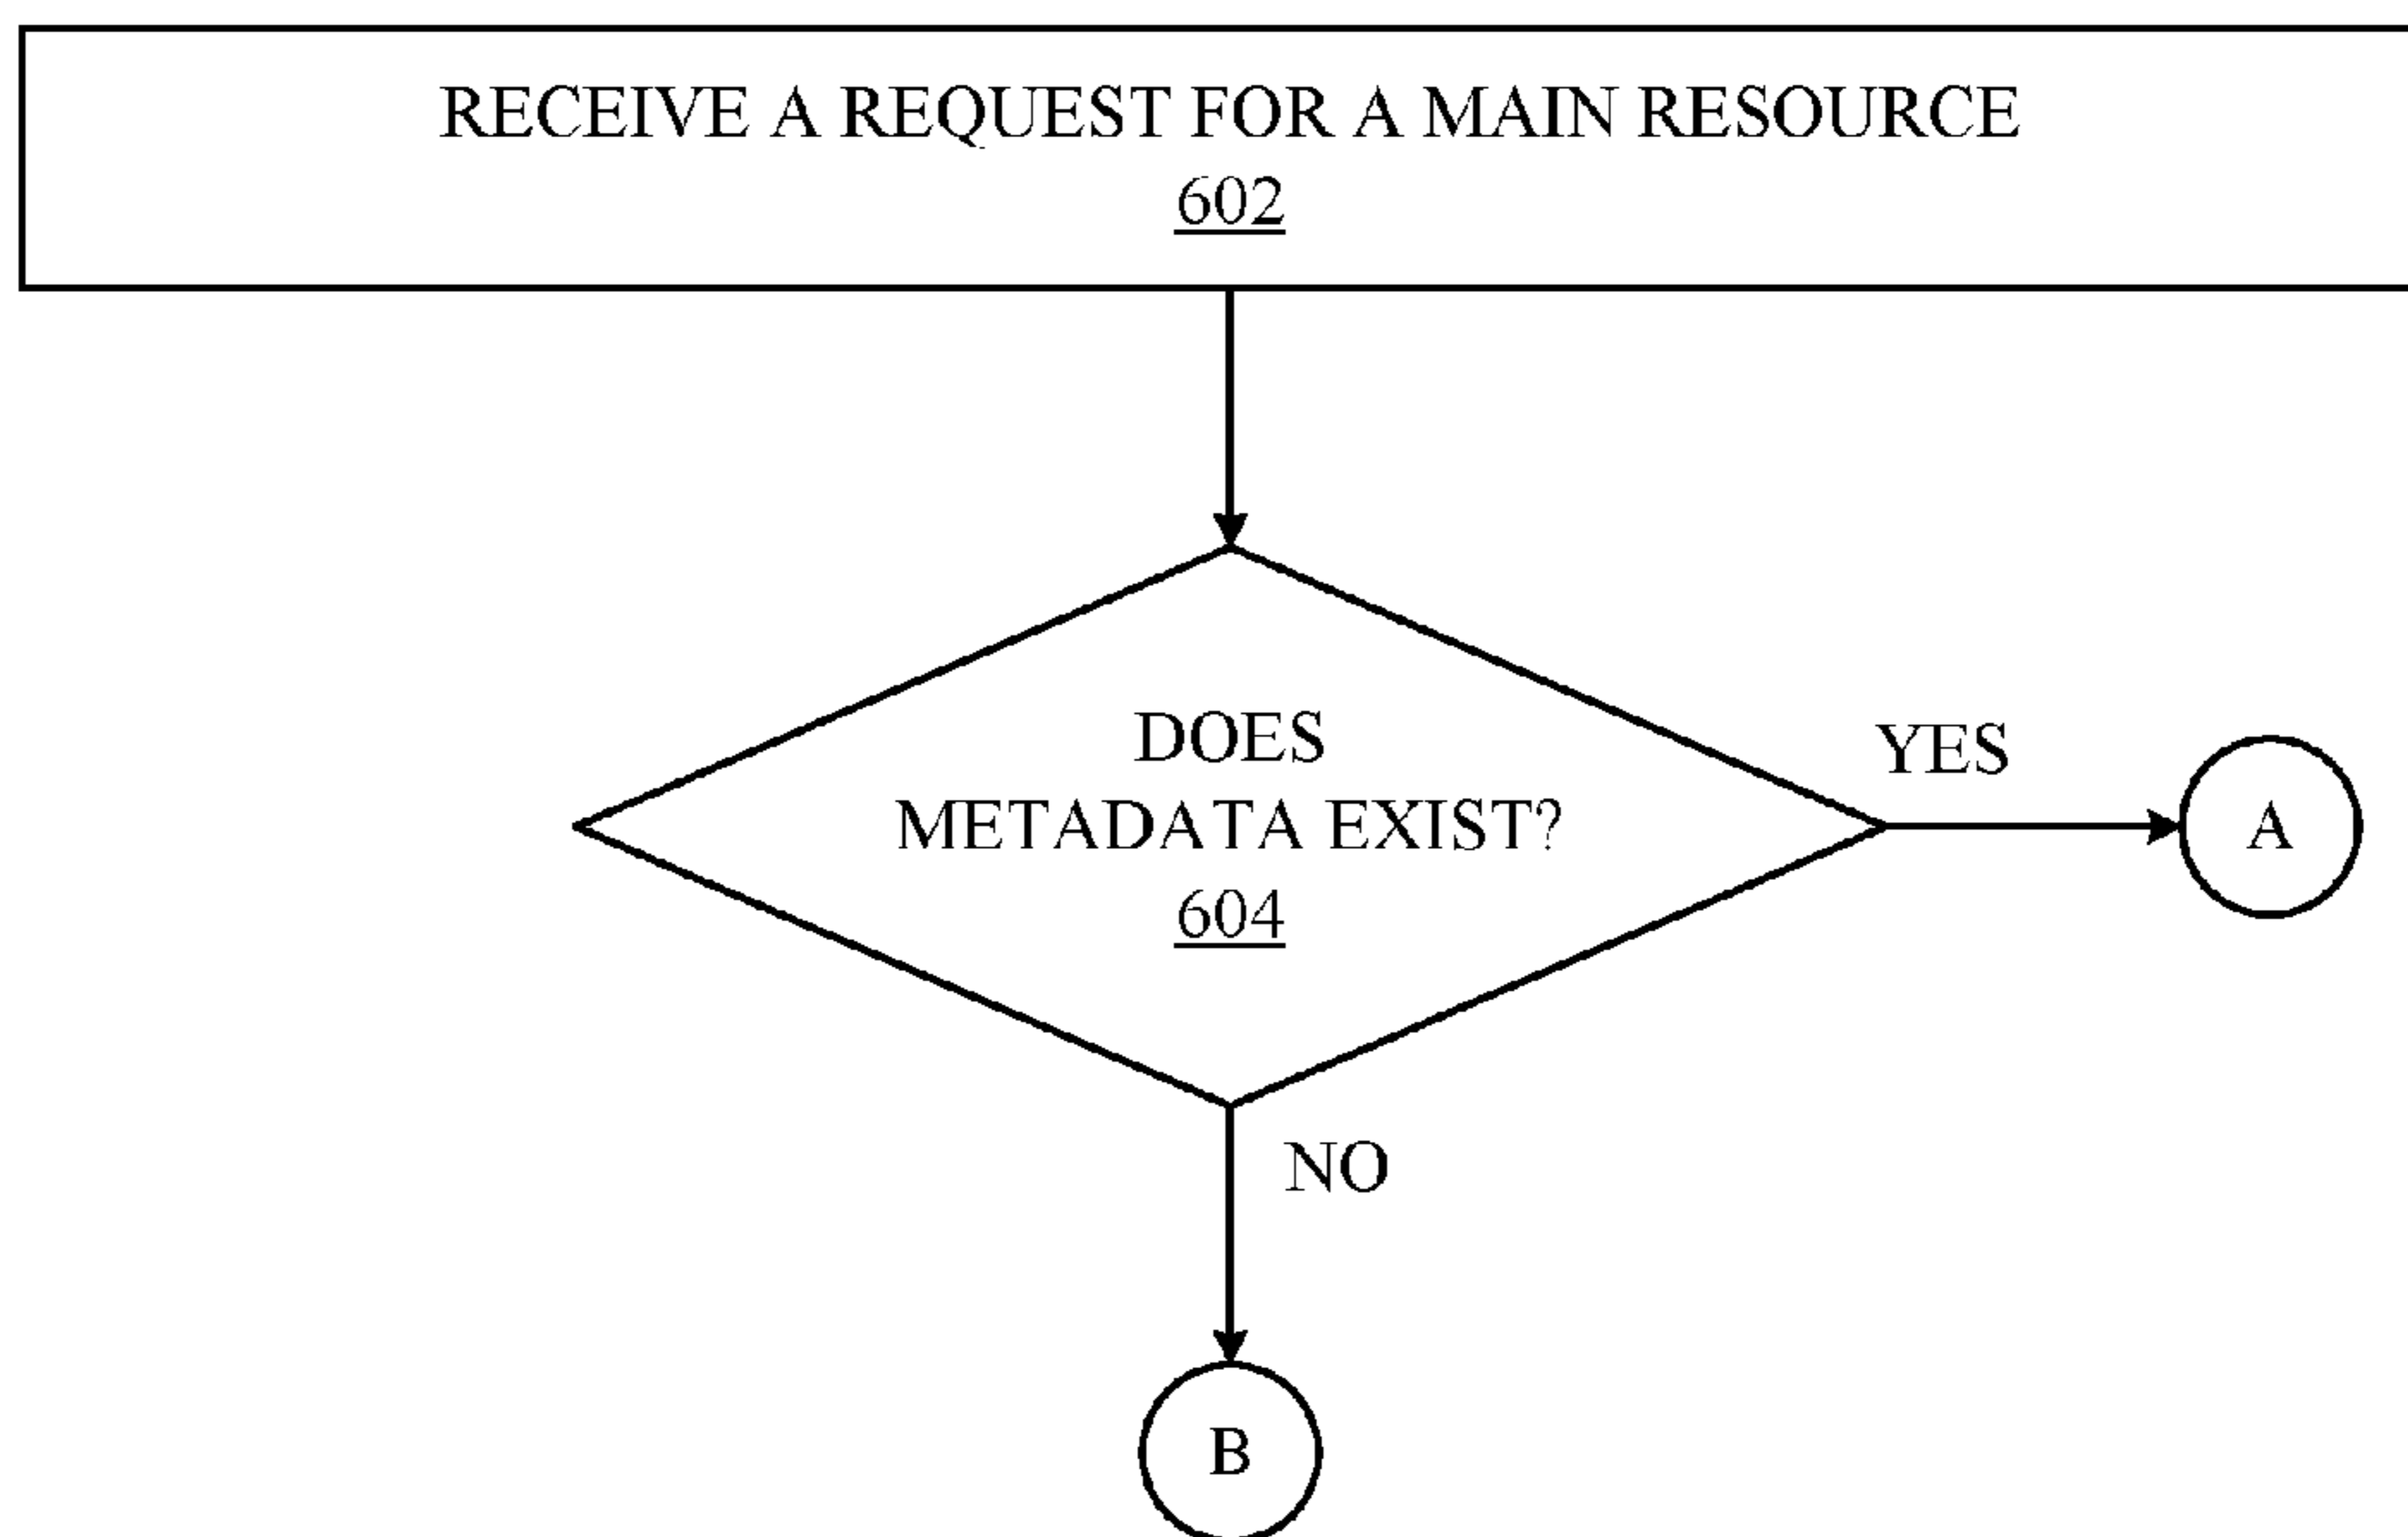 RECEIVE A REQUEST FOR A MAIN RESOURCE
602
DOES
METADATA EXIST?
604
YES
A
NO
B